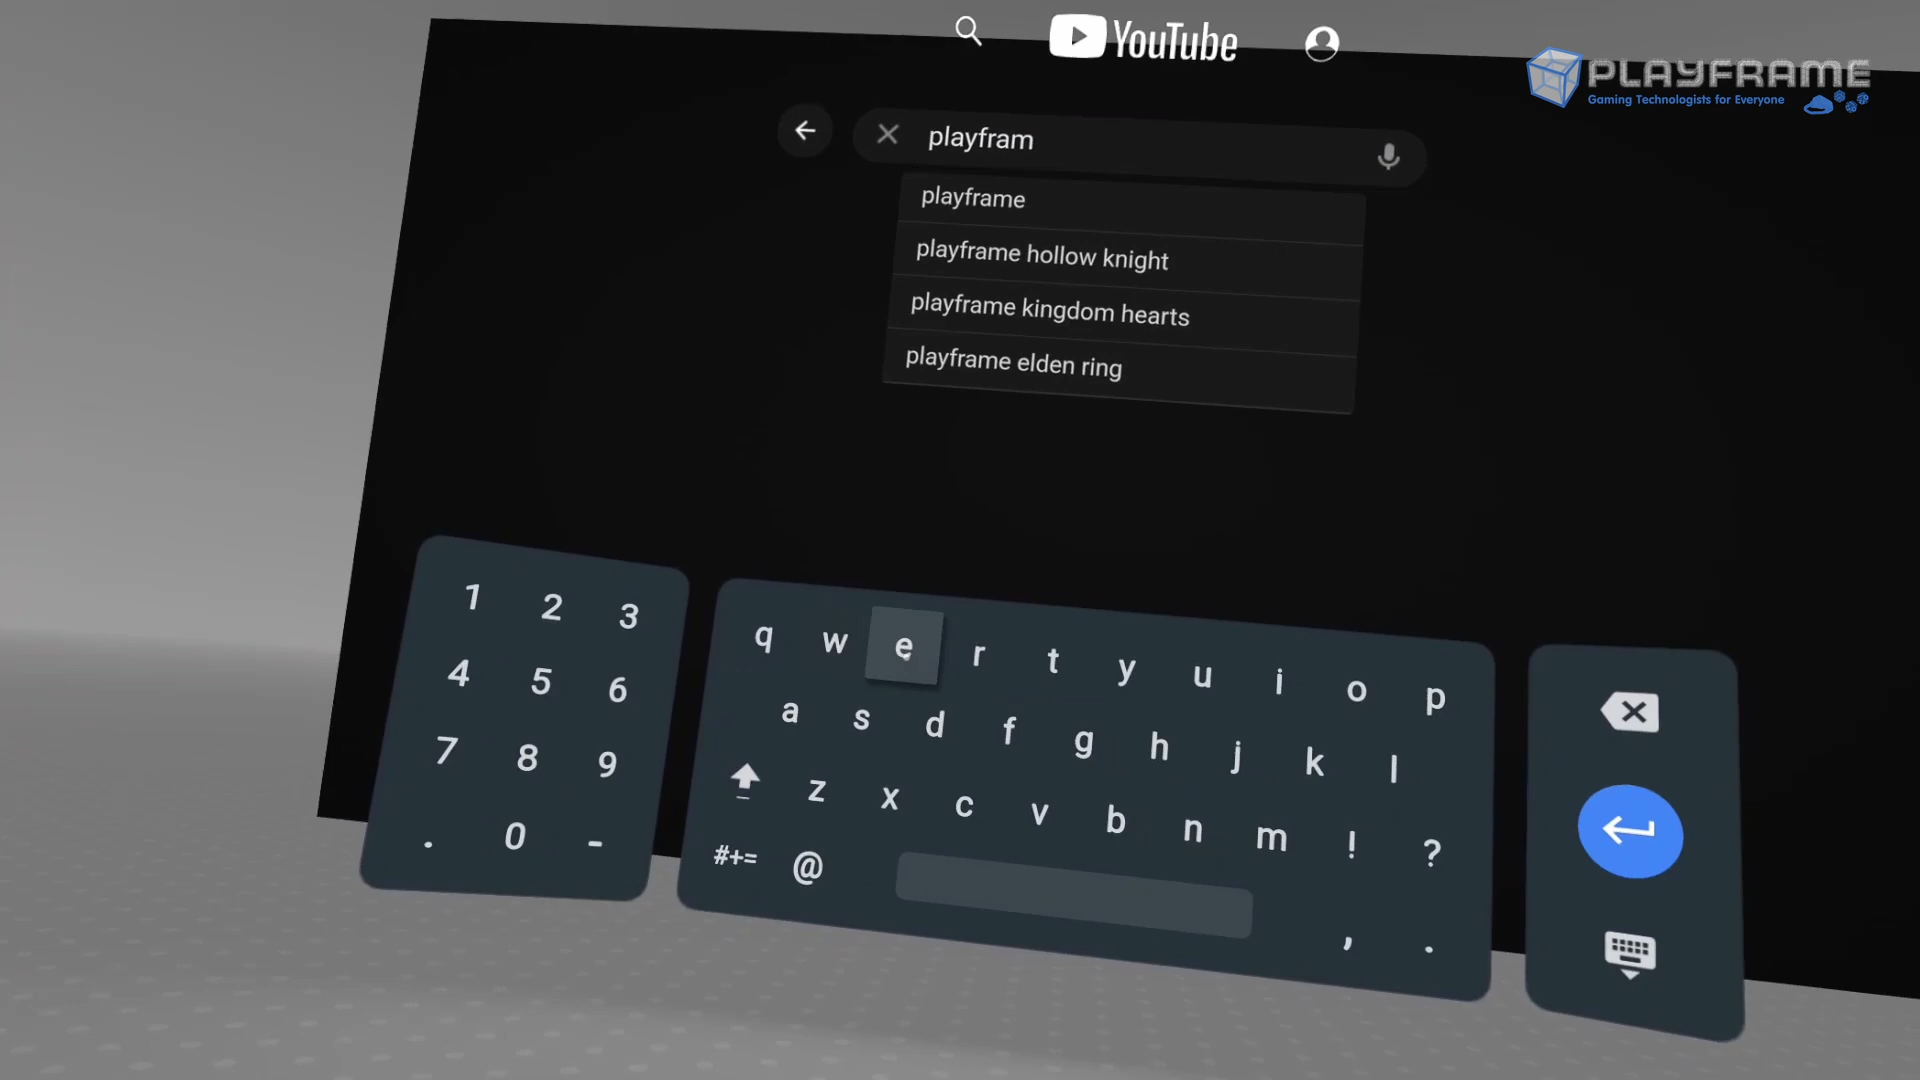 YouTube
PLAYFRAME
Gaming Technologists for Everyone
playfram
playframe
playframe hollow knight
playframe kingdom hearts
playframe elden ring
1 2 3
4 5 6
7 8 9
. 0 -
q w e r t y u i o p
a s d f g h j k l
z x c v b n m ! ?
#+= @ , .